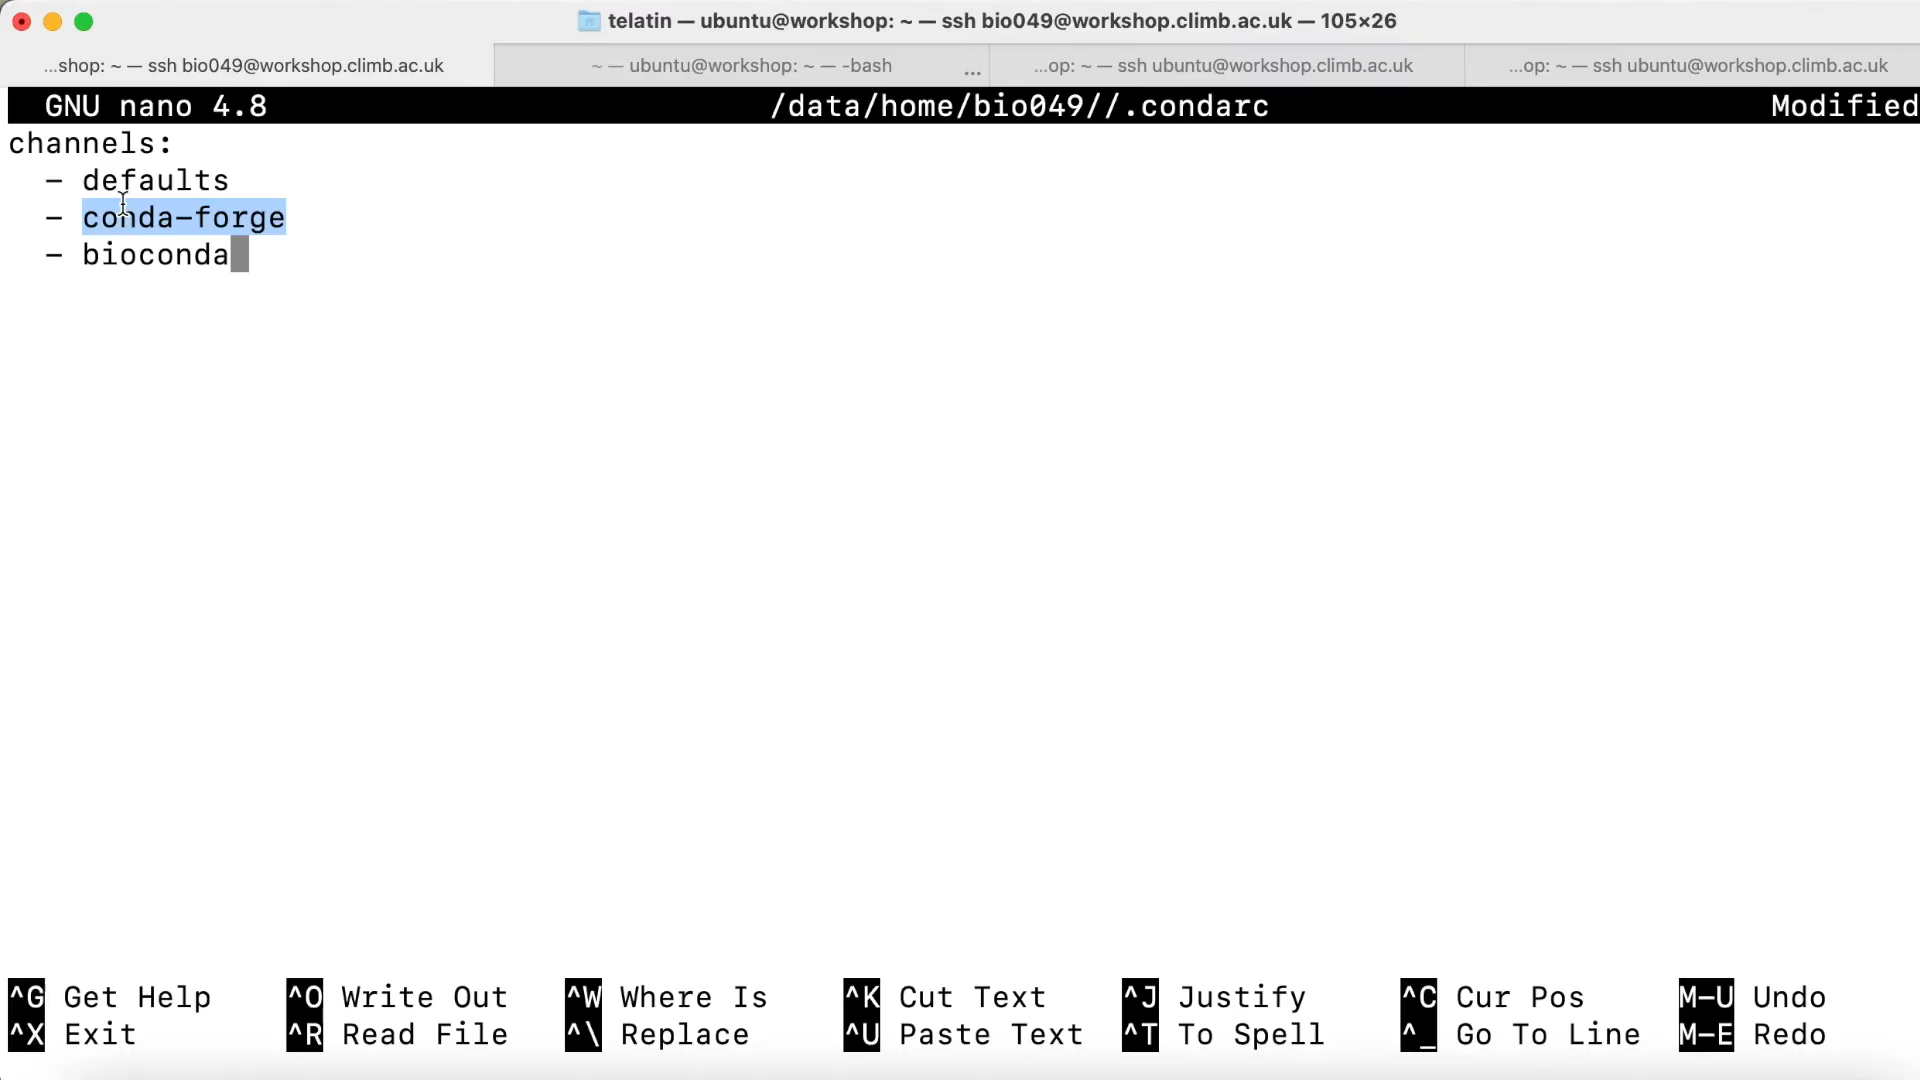 telatin — ubuntu@workshop: ~ — ssh bio049@workshop.climb.ac.uk — 105×26
...shop: ~ — ssh bio049@workshop.climb.ac.uk ~ — ubuntu@workshop: ~ — -bash ... ...op: ~ — ssh ubuntu@workshop.climb.ac.uk ...op: ~ — ssh ubuntu@workshop.climb.ac.uk
GNU nano 4.8 /data/home/bio049//.condarc Modified
channels:
- defaults
- conda-forge
- bioconda
^G Get Help ^O Write Out ^W Where Is ^K Cut Text ^J Justify ^C Cur Pos M-U Undo
^X Exit ^R Read File ^\ Replace ^U Paste Text ^T To Spell ^_ Go To Line M-E Redo